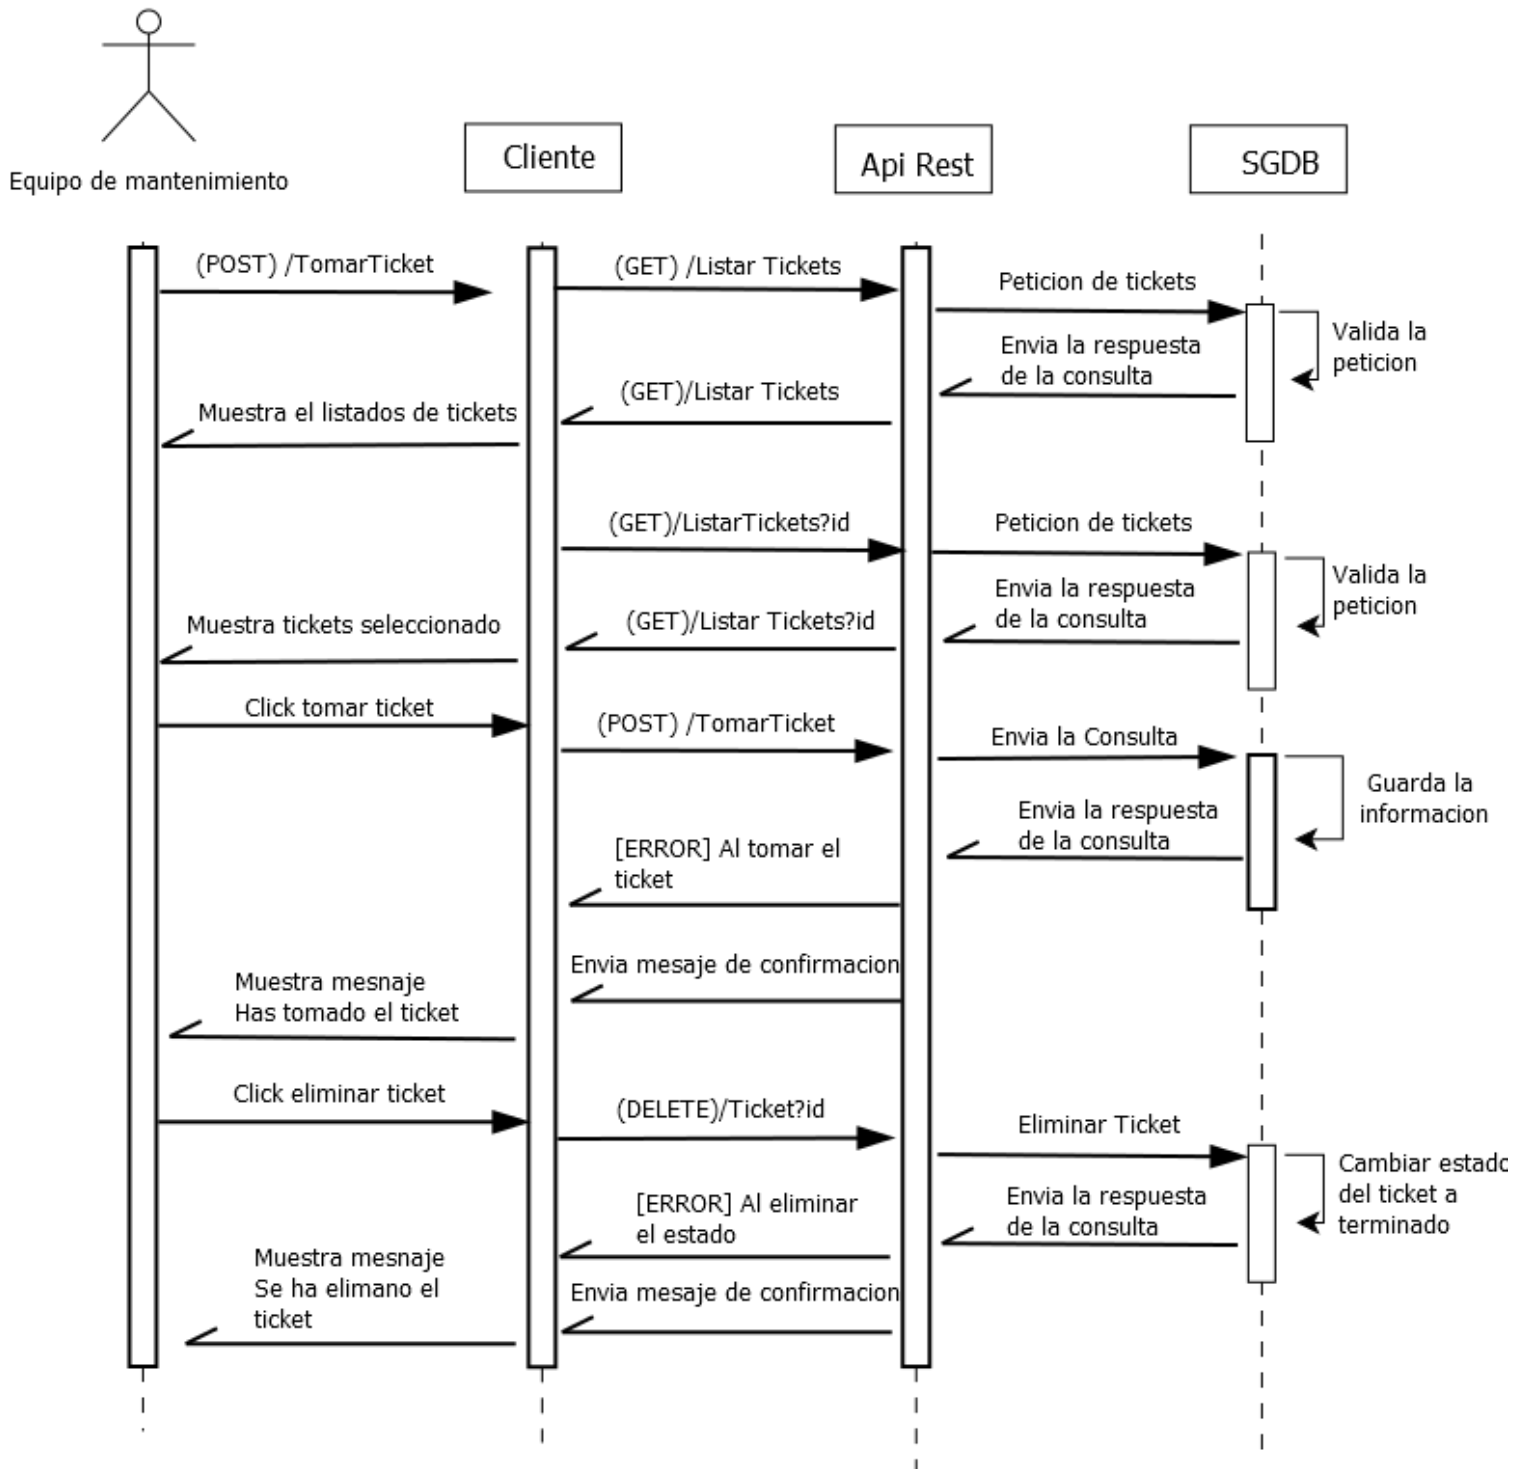 Equipo de mantenimiento
Cliente
Api Rest
SGDB
(POST) /TomarTicket
(GET) /Listar Tickets
Peticion de tickets
Valida la
peticion
Envia la respuesta
de la consulta
(GET)/Listar Tickets
Muestra el listados de tickets
(GET)/ListarTickets?id
Peticion de tickets
Valida la
peticion
Envia la respuesta
de la consulta
(GET)/Listar Tickets?id
Muestra tickets seleccionado
Click tomar ticket
(POST) /TomarTicket
Envia la Consulta
Guarda la
informacion
Envia la respuesta
de la consulta
[ERROR] Al tomar el
ticket
Envia mesaje de confirmacion
Muestra mesnaje
Has tomado el ticket
Click eliminar ticket
(DELETE)/Ticket?id
Eliminar Ticket
Cambiar estado
del ticket a
terminado
Envia la respuesta
de la consulta
[ERROR] Al eliminar
el estado
Envia mesaje de confirmacion
Muestra mesnaje
Se ha elimano el
ticket